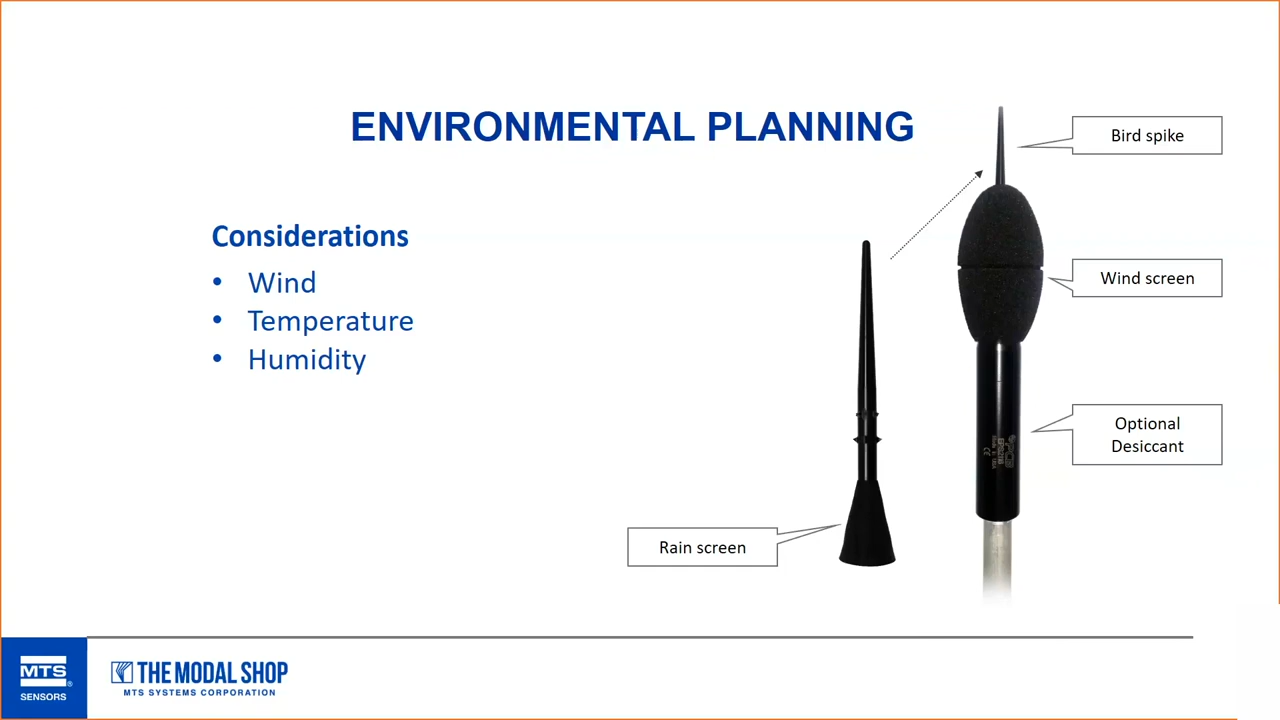 ENVIRONMENTAL PLANNING
Considerations
• Wind
• Temperature
• Humidity
Bird spike
Wind screen
Optional
Desiccant
Rain screen
MTS
®
SENSORS
THE MODAL SHOP
MTS SYSTEMS CORPORATION